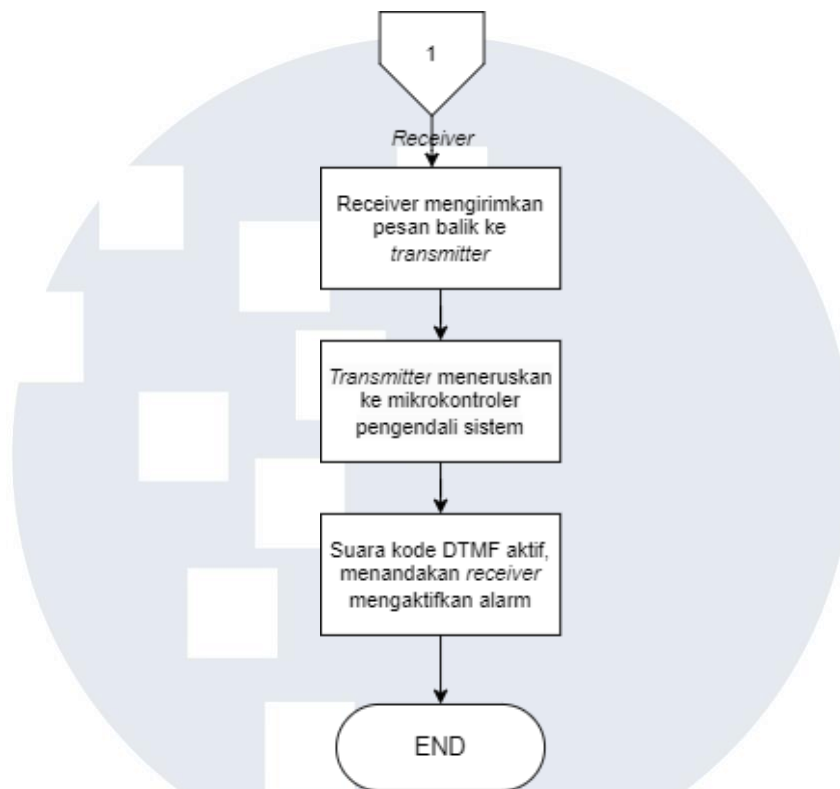 1
Receiver
Receiver mengirimkan
pesan balik ke
transmitter
Transmitter meneruskan
ke mikrokontroler
pengendali sistem
Suara kode DTMF aktif,
menandakan receiver
mengaktifkan alarm
END